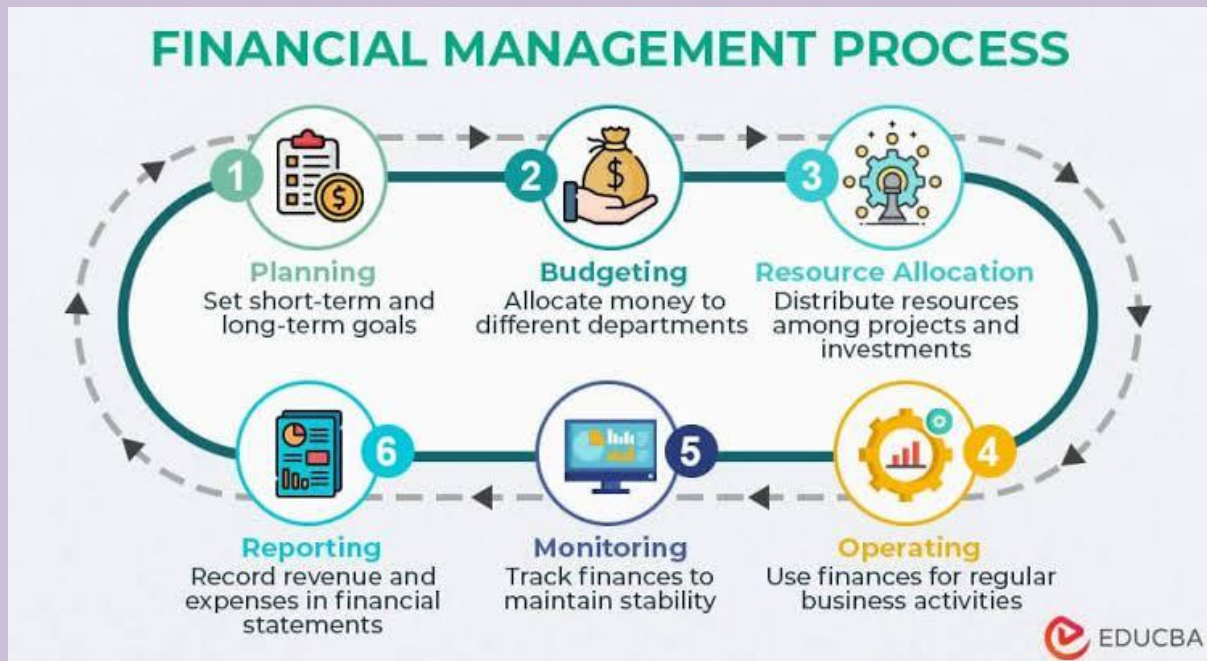 FINANCIAL MANAGEMENT PROCESS
1
Planning
Set short-term and
long-term goals
2
Budgeting
Allocate money to
different departments
3
Resource Allocation
Distribute resources
among projects and
investments
4
Operating
Use finances for regular
business activities
5
Monitoring
Track finances to
maintain stability
6
Reporting
Record revenue and
expenses in financial
statements
EDUCBA